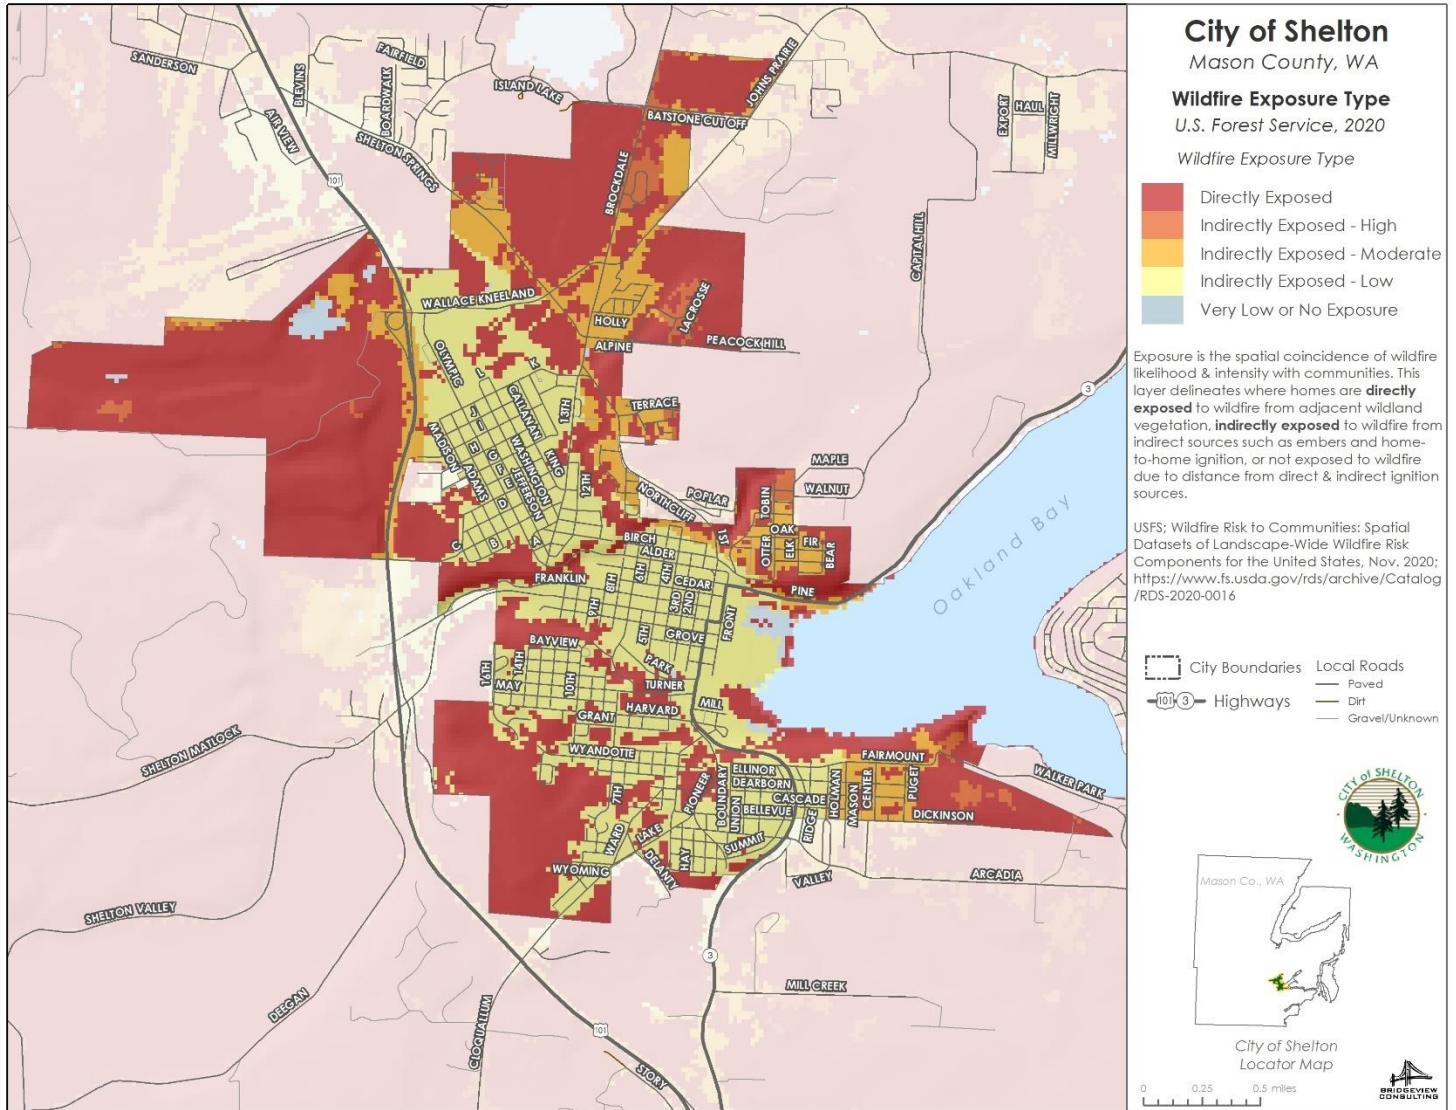 City of Shelton
Mason County, WA
Wildfire Exposure Type
U.S. Forest Service, 2020
Wildfire Exposure Type
Directly Exposed
Indirectly Exposed - High
Indirectly Exposed - Moderate
Indirectly Exposed - Low
Very Low or No Exposure
Exposure is the spatial coincidence of wildfire
likelihood & intensity with communities. This
layer delineates where homes are directly
exposed to wildfire from adjacent wildland
vegetation, indirectly exposed to wildfire from
indirect sources such as embers and home-
to-home ignition, or not exposed to wildfire
due to distance from direct & indirect ignition
sources.
USFS; Wildfire Risk to Communities: Spatial
Datasets of Landscape-Wide Wildfire Risk
Components for the United States, Nov. 2020;
https://www.fs.usda.gov/rds/archive/Catalog
/RDS-2020-0016
City Boundaries
101 3 Highways
Local Roads
Paved
Dirt
Gravel/Unknown
CITY of SHELTON
WASHINGTON
Mason Co., WA
City of Shelton
Locator Map
0 0.25 0.5 miles
BRIDGEVIEW
CONSULTING
SANDERSON
BLEVINS
FAIRFIELD
BOARDWALK
AIRVIEW
SHELTON SPRINGS
ISLAND LAKE
JOHNS PRAIRIE
BATSTONE CUTOFF
EXPORT
HAUL
MILLWRIGHT
101
BROCKDALE
CAPITAL HILL
WALLACE KNEELAND
HOLLY
LACROSSE
ALPINE
PEACOCK HILL
3
OLYMPIC
L
K
J
I
H
G
F
E
D
C
B
A
CALLANAN
13TH
TERRACE
MADISON
ADAMS
WASHINGTON
JEFFERSON
KING
12TH
NORTHCLIFF
POPLAR
MAPLE
WALNUT
TOBIN
OAK
OTTER
ELK
FIR
BEAR
1ST
BIRCH
ALDER
FRANKLIN
9TH
8TH
6TH
4TH
CEDAR
3RD
2ND
PINE
FRONT
5TH
GROVE
Oakland Bay
BAYVIEW
16TH
14TH
MAY
10TH
PARK
TURNER
HARVARD
GRANT
MILL
WYANDOTTE
7TH
PIONEER
BOUNDARY
UNION
ELLINOR
DEARBORN
CASCADE
BELLEVUE
SUMMIT
RIDGE
HOLMAN
MASON
CENTER
FAIRMOUNT
PUGET
DICKINSON
WALKER PARK
WARD
LAKE
DELANTY
HAY
WYOMING
VALLEY
ARCADIA
SHELTON MATLOCK
SHELTON VALLEY
DEEGAN
CLOQUALLUM
3
MILL CREEK
101
STORY